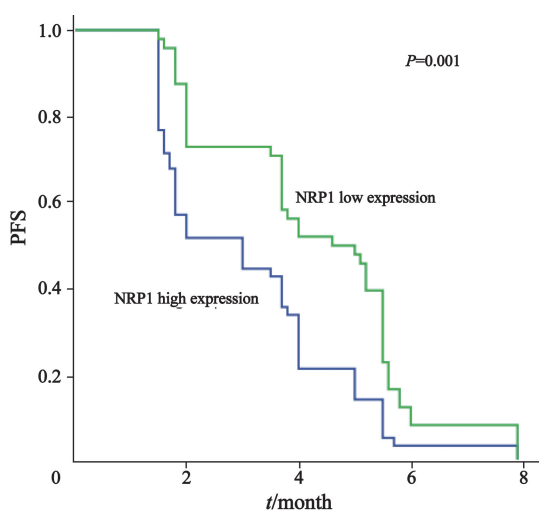 1.0
P=0.001
0.8
NRP1 low expression
0.6
PFS
0.4
NRP1 high expression
0.2
0 2 4 6 8
t/month